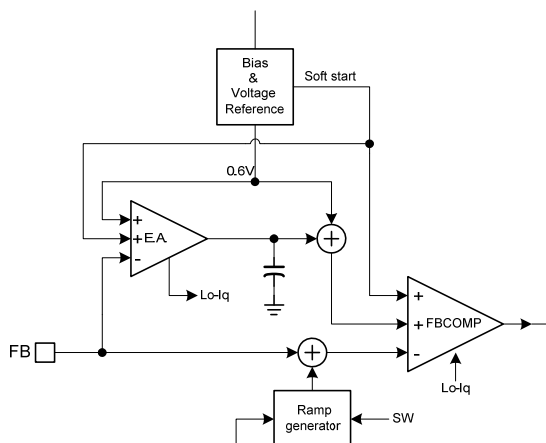 Bias
&
Voltage
Reference
Soft start
0.6V
+
+ E.A.
-
+
Lo-Iq
+
+ FBCOMP
-
FB
+
Lo-Iq
Ramp
generator
SW